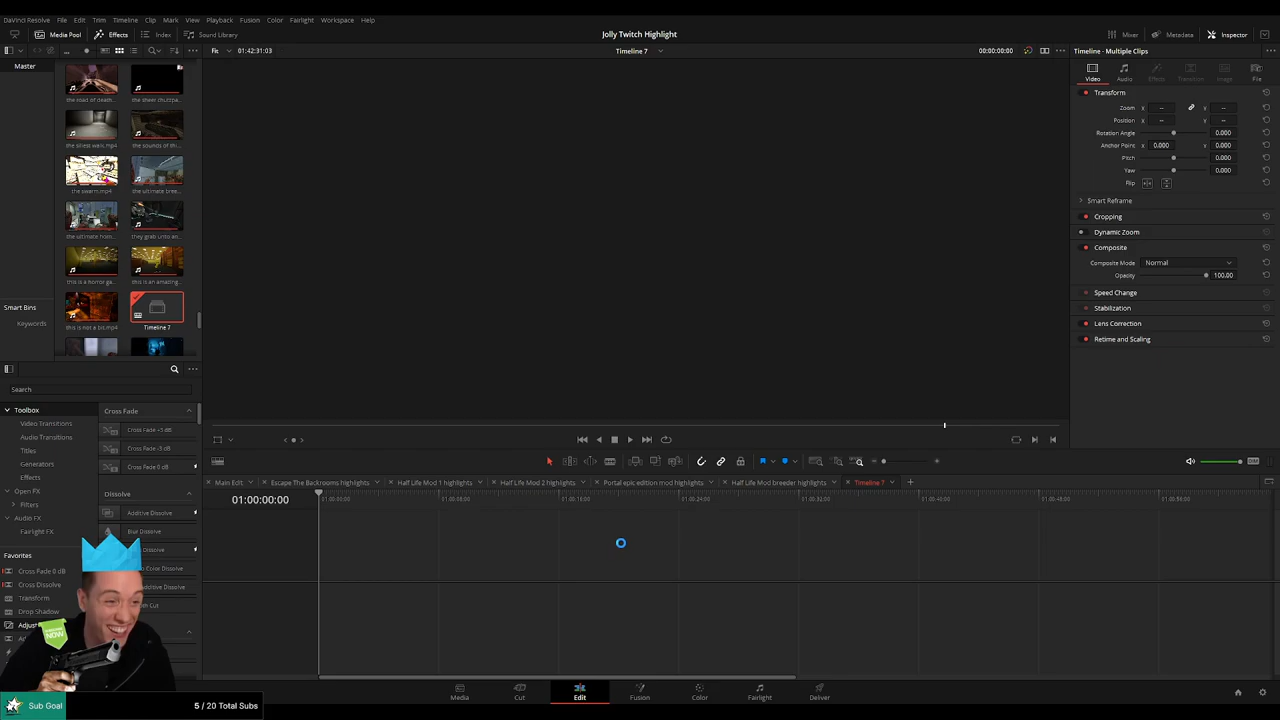 DaVinci Resolve File Edit Trim Timeline Clip Mark View Playback Fusion Color Fairlight Workspace Help
Media Pool Effects Index Sound Library Jolly Twitch Highlight Mixer Metadata Inspector
Fit 01:42:31:03 Timeline 7 00:00:00:00 Timeline - Multiple Clips
Master
the road of death...
the sheer chutzpa...
the silliest walk.mp4
the sounds of thi...
the swarm.mp4
the ultimate bree...
the ultimate holo...
they grab onto av...
this is a horror ga...
this is an amazing...
this is not a bit.mp4
Timeline 7
Smart Bins
Keywords
Video Audio Effects Transition Image File
Transform
Zoom X -- Y --
Position X -- Y --
Rotation Angle 0.000
Anchor Point X 0.000 Y 0.000
Pitch 0.000
Yaw 0.000
Flip
Smart Reframe
Cropping
Dynamic Zoom
Composite
Composite Mode Normal
Opacity 100.00
Speed Change
Stabilization
Lens Correction
Retime and Scaling
Search
Toolbox
Video Transitions
Audio Transitions
Titles
Generators
Effects
Open FX
Filters
Audio FX
Fairlight FX
Favorites
Cross Fade 0 dB
Cross Dissolve
Transform
Drop Shadow
Adjust
Cross Fade
Cross Fade +3 dB
Cross Fade -3 dB
Cross Fade 0 dB
Dissolve
Additive Dissolve
Blur Dissolve
Dissolve
Color Dissolve
Additive Dissolve
Cut
DIM
Main Edit Escape The Backrooms highlights Half Life Mod 1 highlights Half Life Mod 2 highlights Portal epic edition mod highlights Half Life Mod breeder highlights Timeline 7
01:00:00:00 01:00:00:00 01:00:08:00 01:00:16:00 01:00:24:00 01:00:32:00 01:00:40:00 01:00:48:00 01:00:56:00
NOW
Media Cut Edit Fusion Color Fairlight Deliver
Sub Goal 5 / 20 Total Subs